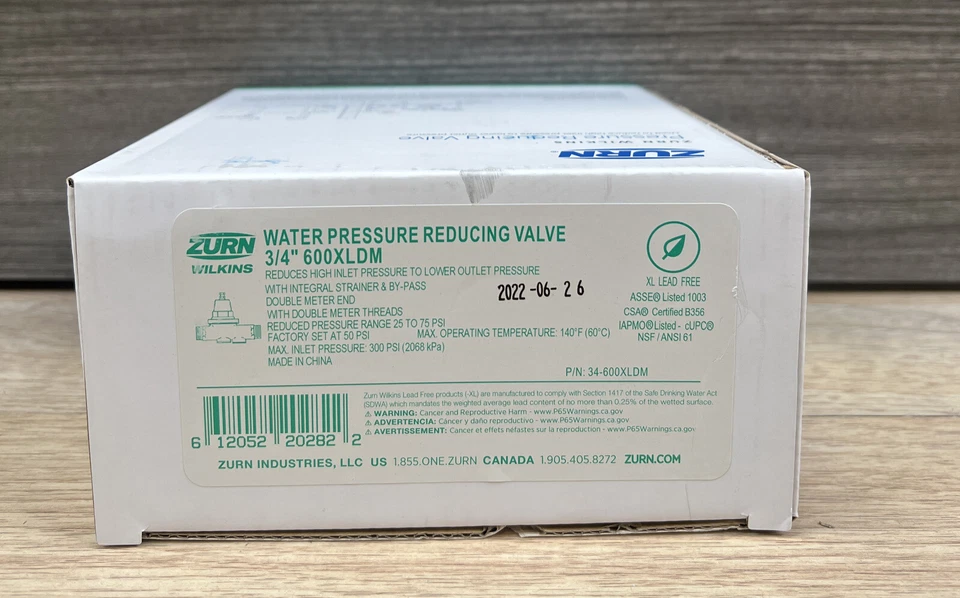 ZURN
ZURN WILKINS
Pressure Reducing Valve
ZURN
WILKINS
WATER PRESSURE REDUCING VALVE
3/4" 600XLDM
REDUCES HIGH INLET PRESSURE TO LOWER OUTLET PRESSURE
WITH INTEGRAL STRAINER & BY-PASS
DOUBLE METER END
WITH DOUBLE METER THREADS
REDUCED PRESSURE RANGE 25 TO 75 PSI
FACTORY SET AT 50 PSI MAX. OPERATING TEMPERATURE: 140°F (60°C)
MAX. INLET PRESSURE: 300 PSI (2068 kPa)
MADE IN CHINA
2022-06-26
XL LEAD FREE
ASSE® Listed 1003
CSA® Certified B356
IAPMO® Listed - cUPC®
NSF / ANSI 61
P/N: 34-600XLDM
Zurn Wilkins Lead Free products (-XL) are manufactured to comply with Section 1417 of the Safe Drinking Water Act
(SDWA) which mandates the weighted average lead content of no more than 0.25% of the wetted surface.
⚠ WARNING: Cancer and Reproductive Harm - www.P65Warnings.ca.gov
⚠ ADVERTENCIA: Cáncer y daño reproductivo - www.P65Warnings.ca.gov
⚠ AVERTISSEMENT: Cancer et effets néfastes sur la reproduction - www.P65Warnings.ca.gov
6 12052 20282 2
ZURN INDUSTRIES, LLC US 1.855.ONE.ZURN CANADA 1.905.405.8272 ZURN.COM